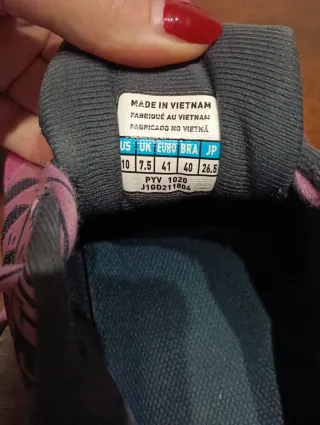 MADE IN VIETNAM
FABRIQUÉ AU VIETNAM
FABRICADO NO VIETNÃ
US UK EURO BRA JP
10 7.5 41 40 26.5
PYV 1020
J1GD211804